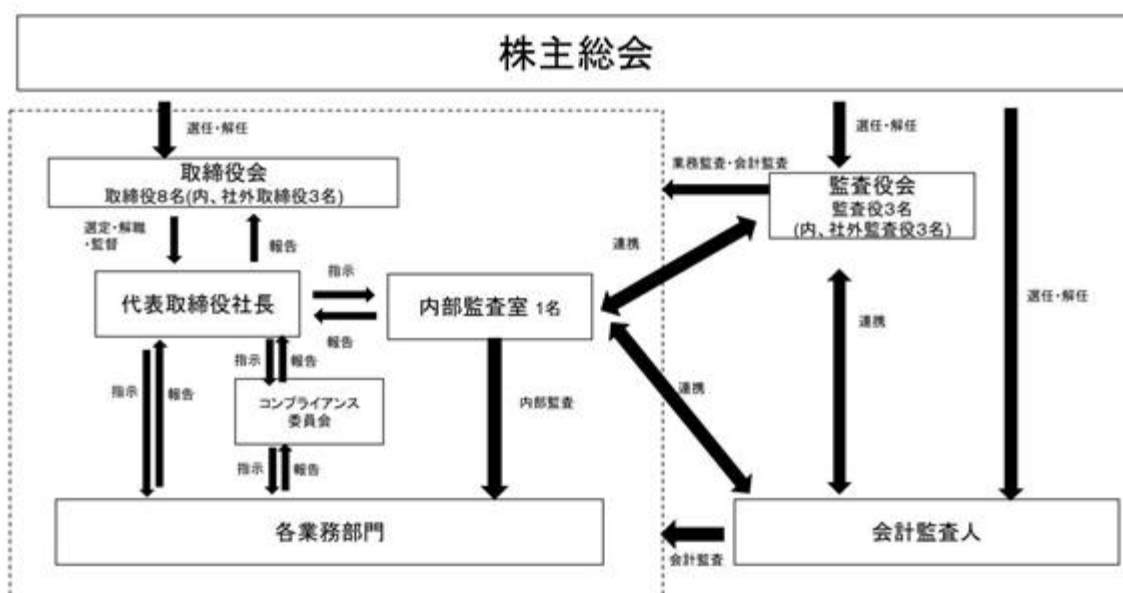 株主総会
選任・解任
選任・解任
業務監査・会計監査
取締役会
取締役8名(内、社外取締役3名)
監査役会
監査役3名
(内、社外監査役3名)
選定・解職
・監督
報告
連携
指示
代表取締役社長
内部監査室 1名
選任・解任
報告
連携
指示
報告
連携
指示
報告
コンプライアンス
委員会
内部監査
指示
報告
各業務部門
会計監査人
会計監査